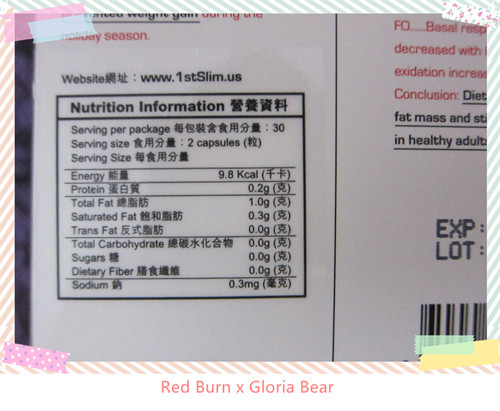 weight gain during the
holiday season.
Website網址：www.1stSlim.us
Nutrition Information 營養資料
Serving per package 每包裝含食用分量：30
Serving size 食用分量：2 capsules (粒)
Serving Size 每食用分量
Energy 能量 9.8 Kcal (千卡)
Protein 蛋白質 0.2g (克)
Total Fat 總脂肪 1.0g (克)
Saturated Fat 飽和脂肪 0.3g (克)
Trans Fat 反式脂肪 0.0g (克)
Total Carbohydrate 總碳水化合物 0.0g (克)
Sugars 糖 0.0g (克)
Dietary Fiber 膳食纖維 0.0g (克)
Sodium 鈉 0.3mg (毫克)
FO.....Basal resp
decreased with
exidation increas
Conclusion: Diet
fat mass and sti
in healthy adult
EXP:
LOT:
Red Burn x Gloria Bear